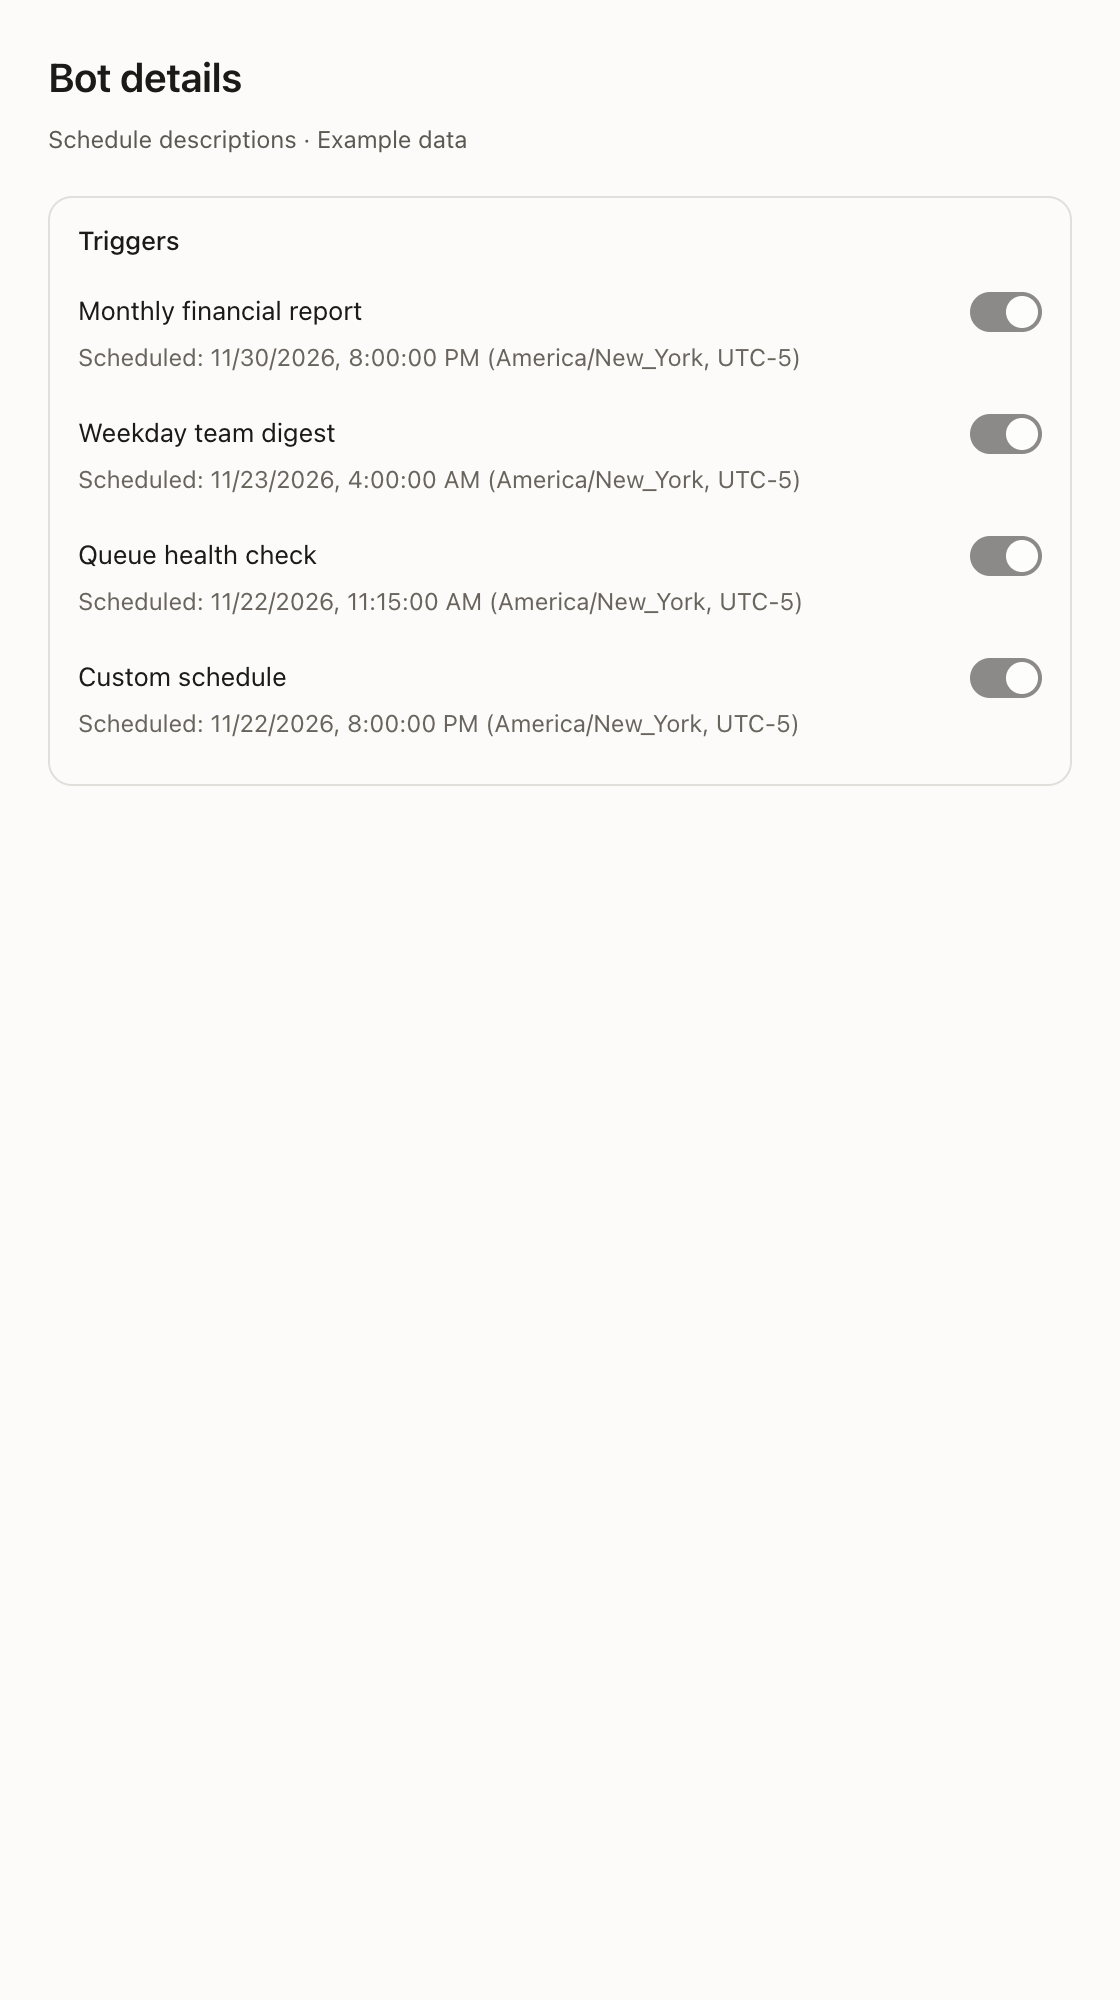 Bot details
Schedule descriptions · Example data
Triggers
Monthly financial report
Scheduled: 11/30/2026, 8:00:00 PM (America/New_York, UTC-5)
Weekday team digest
Scheduled: 11/23/2026, 4:00:00 AM (America/New_York, UTC-5)
Queue health check
Scheduled: 11/22/2026, 11:15:00 AM (America/New_York, UTC-5)
Custom schedule
Scheduled: 11/22/2026, 8:00:00 PM (America/New_York, UTC-5)